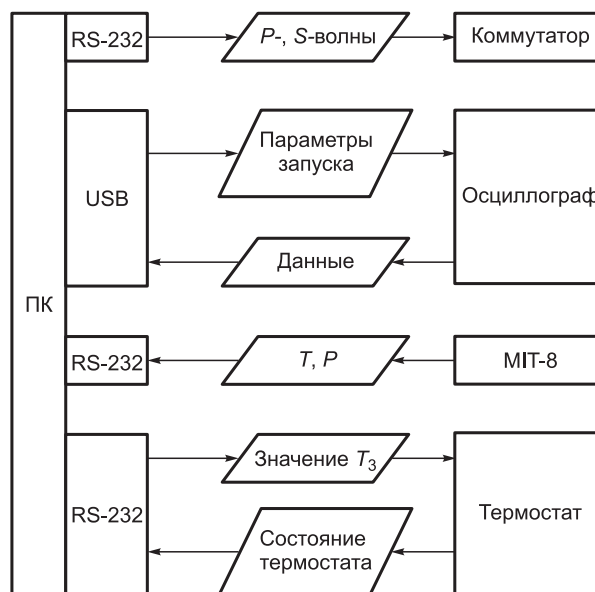 ПК
RS-232
P-, S-волны
Коммутатор
USB
Параметры
запуска
Осциллограф
Данные
RS-232
T, P
MIT-8
RS-232
Значение T₃
Термостат
Состояние
термостата